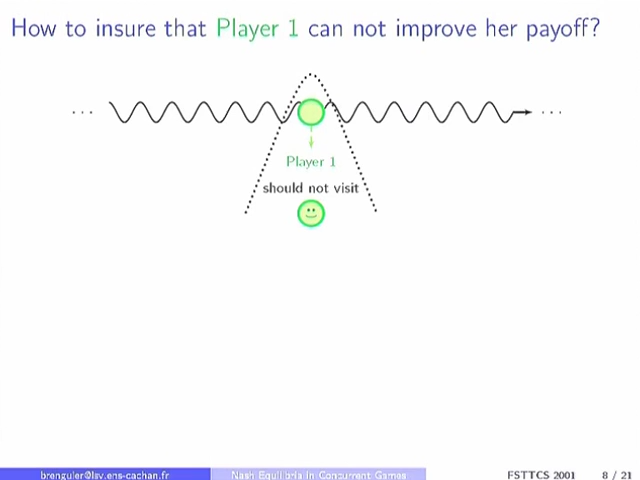 How to insure that Player 1 can not improve her payoff?
... ...
Player 1
should not visit
brenguier@lsv.ens-cachan.fr Nash Equilibria in Concurrent Games FSTTCS 2001 8 / 21